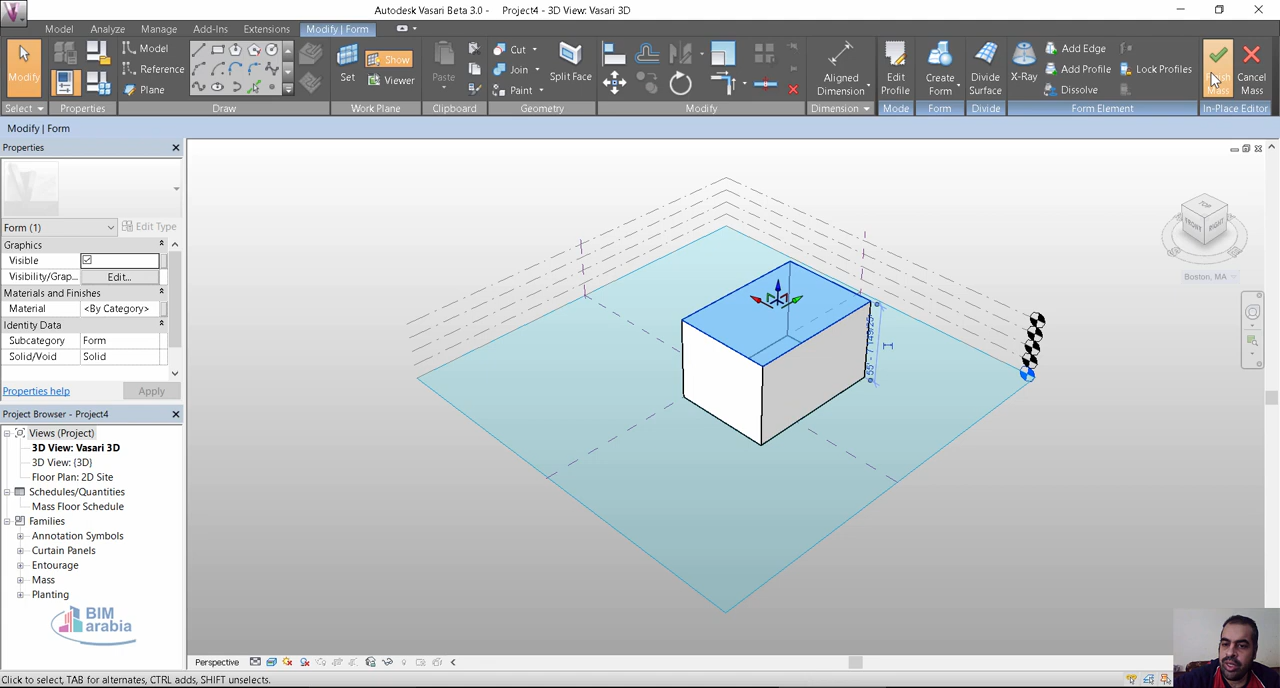 Autodesk Vasari Beta 3.0 - Project4 - 3D View: Vasari 3D
Model Analyze Manage Add-Ins Extensions Modify | Form
Modify
Model
Reference
Plane
Set
Show
Viewer
Paste
Cut
Join
Paint
Split Face
Aligned
Dimension
Edit
Profile
Create
Form
Divide
Surface
X-Ray
Add Edge
Add Profile
Dissolve
Lock Profiles
Finish
Mass
Cancel
Mass
Select Properties Draw Work Plane Clipboard Geometry Modify Dimension Mode Form Divide Form Element In-Place Editor
Modify | Form
Properties
Form (1) Edit Type
Graphics
Visible
Visibility/Grap... Edit...
Materials and Finishes
Material <By Category>
Identity Data
Subcategory Form
Solid/Void Solid
Properties help Apply
Project Browser - Project4
Views (Project)
3D View: Vasari 3D
3D View: {3D}
Floor Plan: 2D Site
Schedules/Quantities
Mass Floor Schedule
Families
Annotation Symbols
Curtain Panels
Entourage
Mass
Planting
BIM
arabia
TOP
FRONT
RIGHT
Boston, MA
Perspective
Click to select, TAB for alternates, CTRL adds, SHIFT unselects.